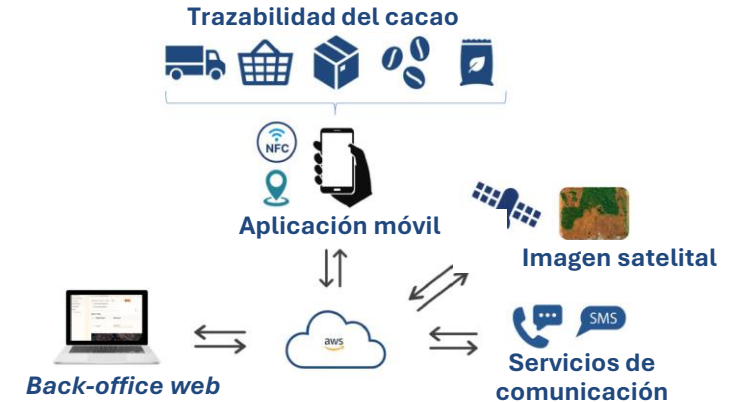 Trazabilidad del cacao
NFC
Aplicación móvil
Imagen satelital
aws
SMS
Back-office web
Servicios de
comunicación